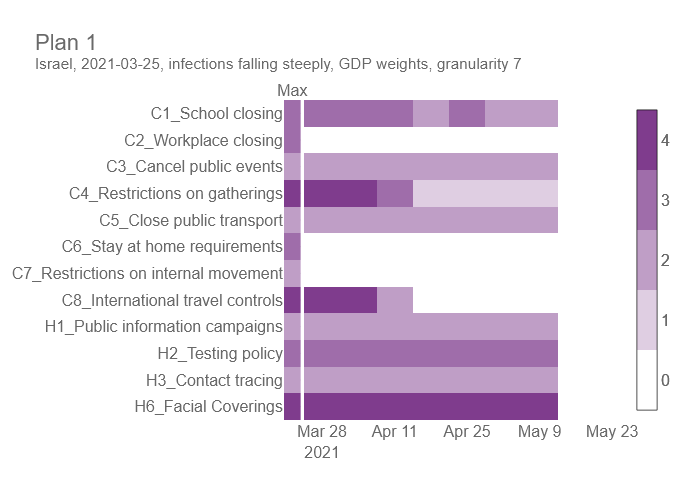 Plan 1
Israel, 2021-03-25, infections falling steeply, GDP weights, granularity 7
Max
C1_School closing
C2_Workplace closing
C3_Cancel public events
C4_Restrictions on gatherings
C5_Close public transport
C6_Stay at home requirements
C7_Restrictions on internal movement
C8_International travel controls
H1_Public information campaigns
H2_Testing policy
H3_Contact tracing
H6_Facial Coverings
4
3
2
1
0
Mar 28 Apr 11 Apr 25 May 9 May 23
2021